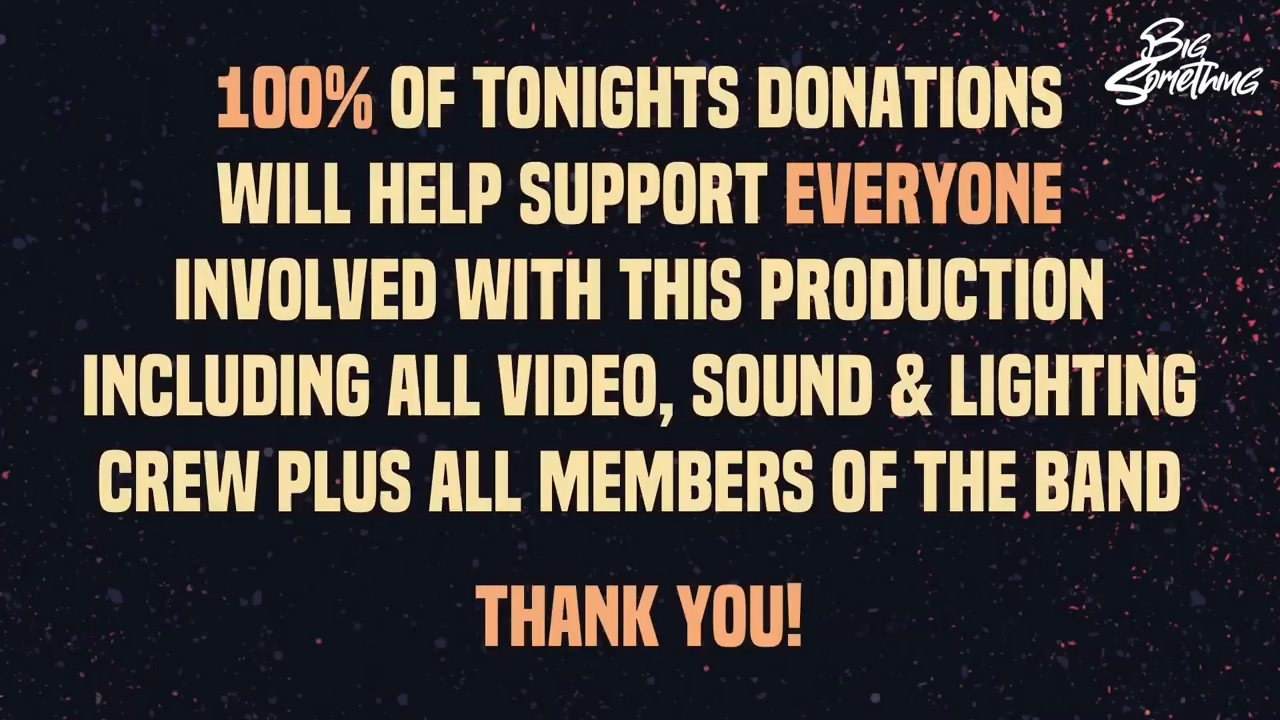 Big
Something
100% OF TONIGHTS DONATIONS
WILL HELP SUPPORT EVERYONE
INVOLVED WITH THIS PRODUCTION
INCLUDING ALL VIDEO, SOUND & LIGHTING
CREW PLUS ALL MEMBERS OF THE BAND
THANK YOU!